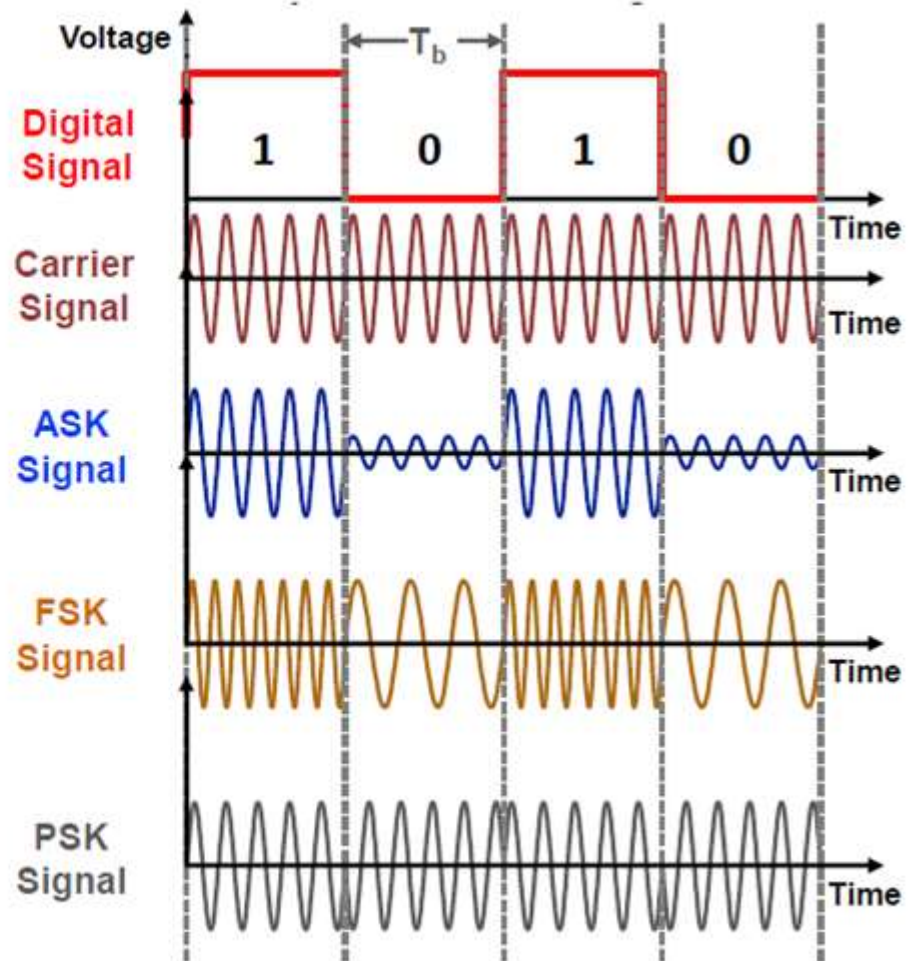 Voltage
T_b
Digital
Signal
1 0 1 0
Time
Carrier
Signal
Time
ASK
Signal
Time
FSK
Signal
Time
PSK
Signal
Time